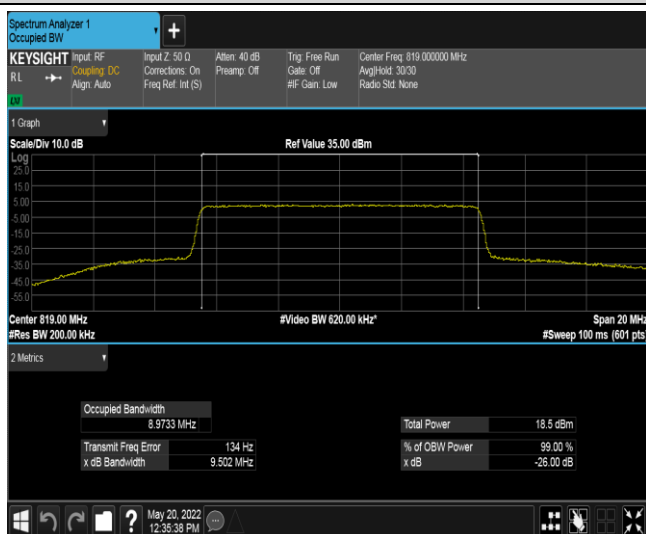 Spectrum Analyzer 1
Occupied BW
KEYSIGHT
RL
Input: RF
Coupling: DC
Align: Auto
Input Z: 50 Ω
Corrections: On
Freq Ref: Int (S)
Atten: 40 dB
Preamp: Off
Trig: Free Run
Gate: Off
#IF Gain: Low
Center Freq: 819.000000 MHz
Avg|Hold: 30/30
Radio Std: None
1 Graph
Scale/Div 10.0 dB
Ref Value 35.00 dBm
Log
25.0
15.0
5.00
-5.00
-15.0
-25.0
-35.0
-45.0
-55.0
Center 819.00 MHz
#Video BW 620.00 kHz*
Span 20 MHz
#Res BW 200.00 kHz
#Sweep 100 ms (601 pts)
2 Metrics
Occupied Bandwidth
8.9733 MHz
Total Power 18.5 dBm
Transmit Freq Error 134 Hz
% of OBW Power 99.00 %
x dB Bandwidth 9.502 MHz
x dB -26.00 dB
?
May 20, 2022
12:35:38 PM